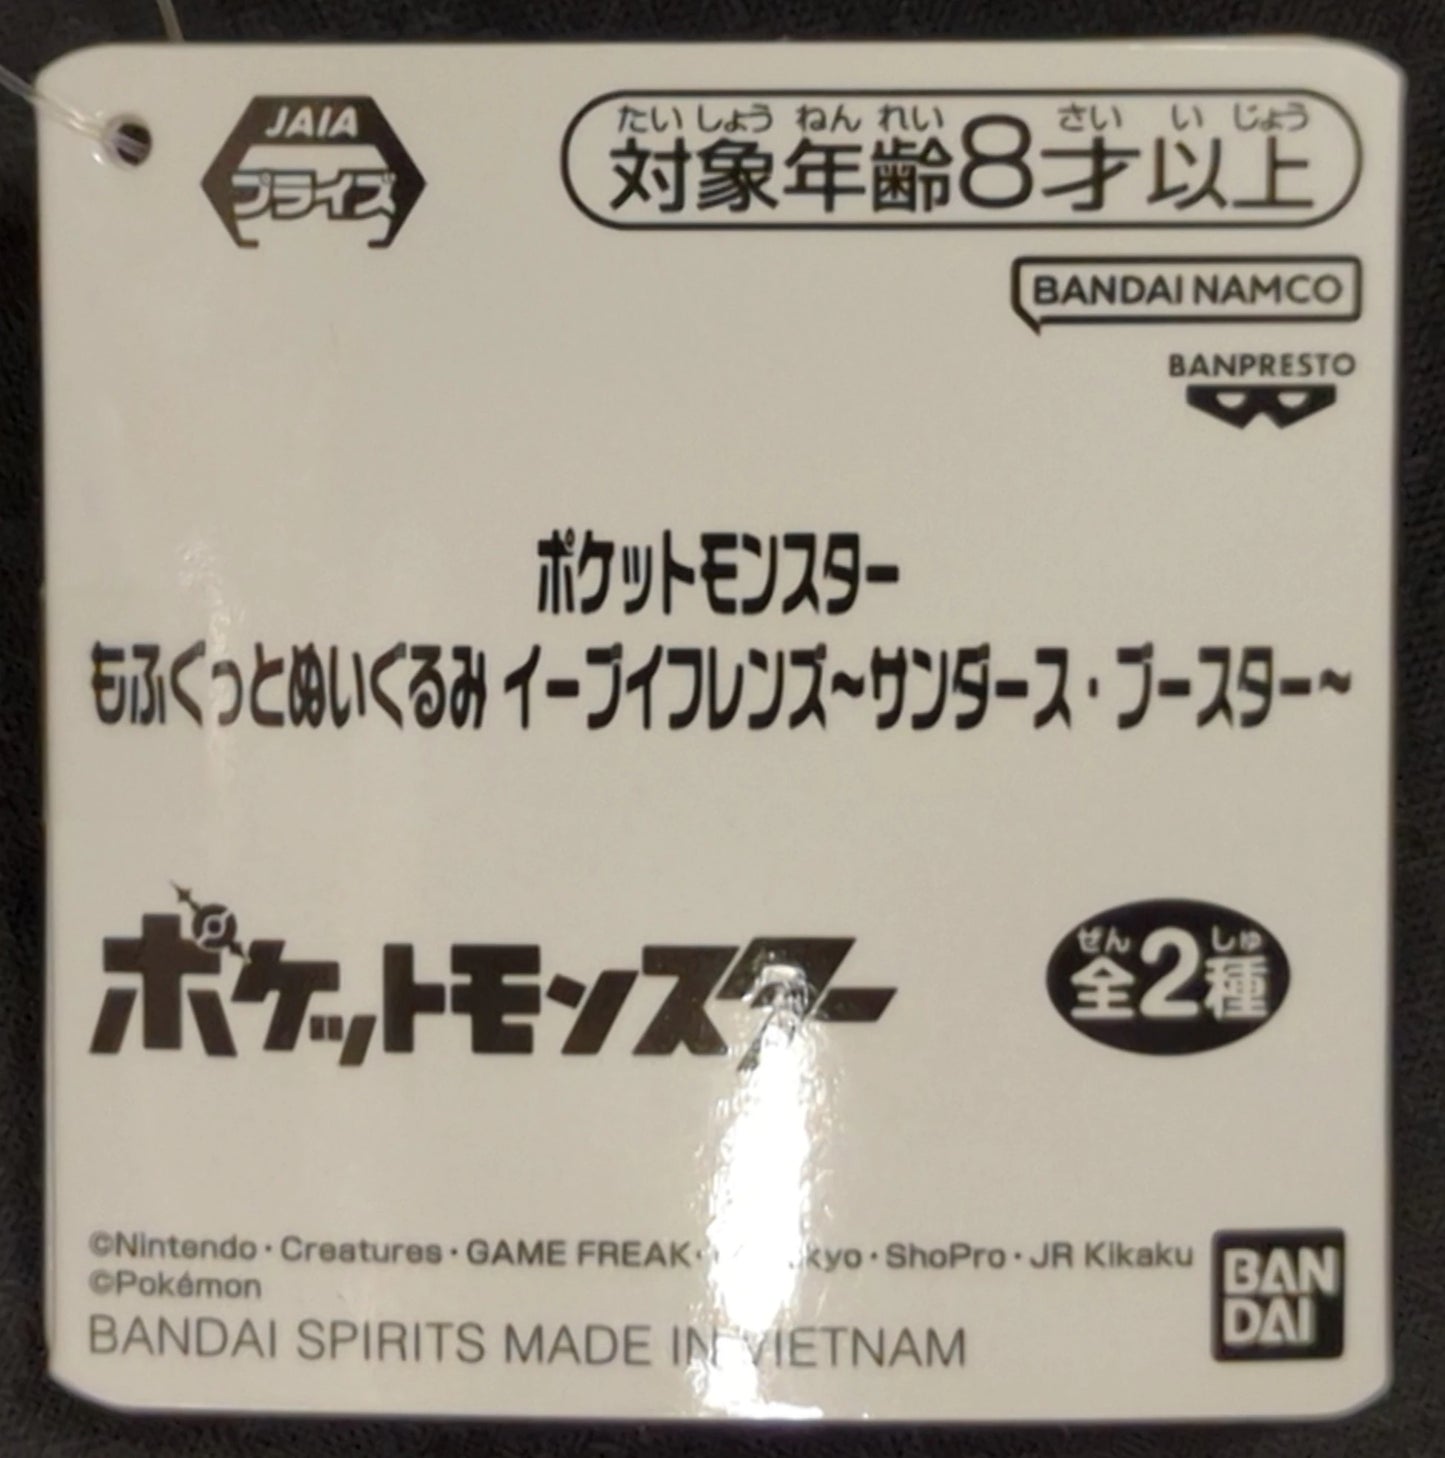 JAIA
プライズ
たいしょうねんれい さい いじょう
対象年齢8才以上
BANDAI NAMCO
BANPRESTO
ポケットモンスター
もふぐっとぬいぐるみ イーブイフレンズ~サンダース・ブースター~
ポケットモンスター
ぜん しゅ
全2種
©Nintendo・Creatures・GAME FREAK・ ・ShoPro・JR Kikaku
©Pokémon
BANDAI SPIRITS MADE IN VIETNAM
BAN
DAI